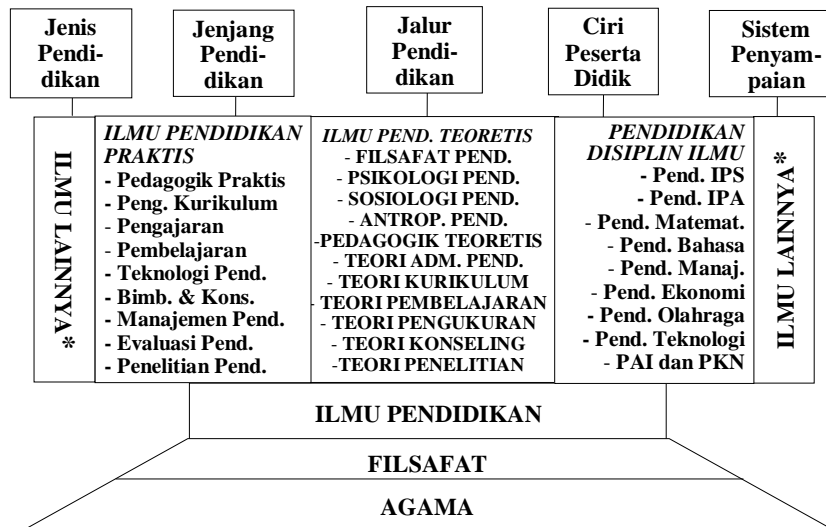 Jenis
Pendi-
dikan
Jenjang
Pendi-
dikan
Jalur
Pendi-
dikan
Ciri
Peserta
Didik
Sistem
Penyam-
paian
ILMU LAINNYA*
ILMU PENDIDIKAN
PRAKTIS
- Pedagogik Praktis
- Peng. Kurikulum
- Pengajaran
- Pembelajaran
- Teknologi Pend.
- Bimb. & Kons.
- Manajemen Pend.
- Evaluasi Pend.
- Penelitian Pend.
ILMU PEND. TEORETIS
- FILSAFAT PEND.
- PSIKOLOGI PEND.
- SOSIOLOGI PEND.
- ANTROP. PEND.
-PEDAGOGIK TEORETIS
- TEORI ADM. PEND.
- TEORI KURIKULUM
- TEORI PEMBELAJARAN
- TEORI PENGUKURAN
- TEORI KONSELING
-TEORI PENELITIAN
PENDIDIKAN
DISIPLIN ILMU
- Pend. IPS
- Pend. IPA
- Pend. Matemat.
- Pend. Bahasa
- Pend. Manaj.
- Pend. Ekonomi
- Pend. Olahraga
- Pend. Teknologi
- PAI dan PKN
ILMU LAINNYA*
ILMU PENDIDIKAN
FILSAFAT
AGAMA